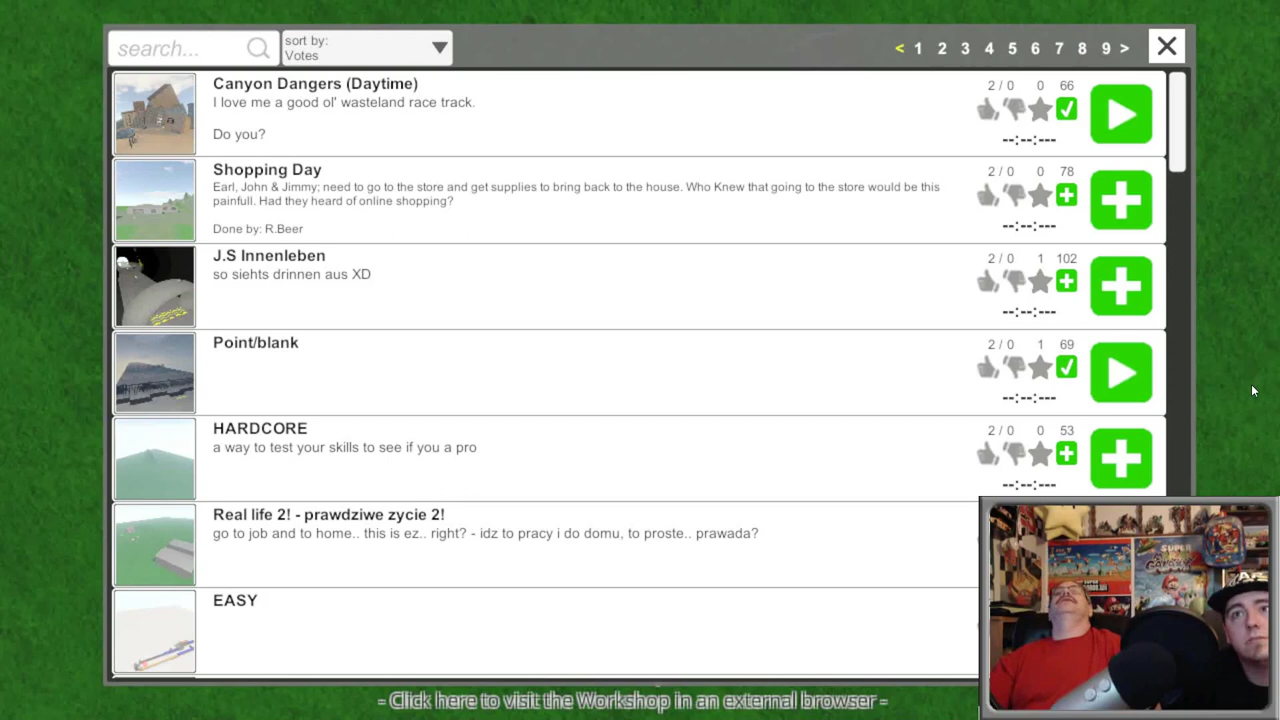 search...
sort by:
Votes
< 1 2 3 4 5 6 7 8 9 >
Canyon Dangers (Daytime)
I love me a good ol' wasteland race track.
Do you?
2 / 0 0 66
--:--:---
Shopping Day
Earl, John & Jimmy; need to go to the store and get supplies to bring back to the house. Who Knew that going to the store would be this
painfull. Had they heard of online shopping?
Done by: R.Beer
2 / 0 0 78
--:--:---
J.S Innenleben
so siehts drinnen aus XD
2 / 0 1 102
--:--:---
Point/blank
2 / 0 1 69
--:--:---
HARDCORE
a way to test your skills to see if you a pro
2 / 0 0 53
--:--:---
Real life 2! - prawdziwe zycie 2!
go to job and to home.. this is ez.. right? - idz to pracy i do domu, to proste.. prawada?
EASY
SUPER
- Click here to visit the Workshop in an external browser -